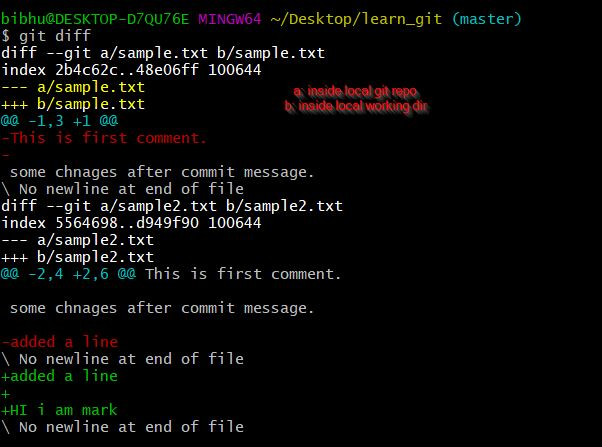 bibhu@DESKTOP-D7QU76E MINGW64 ~/Desktop/learn_git (master)
$ git diff
diff --git a/sample.txt b/sample.txt
index 2b4c62c..48e06ff 100644
--- a/sample.txt
+++ b/sample.txt
a: inside local git repo
b: inside local working dir
@@ -1,3 +1 @@
-This is first comment.
-
 some chnages after commit message.
\ No newline at end of file
diff --git a/sample2.txt b/sample2.txt
index 5564698..d949f90 100644
--- a/sample2.txt
+++ b/sample2.txt
@@ -2,4 +2,6 @@ This is first comment.

 some chnages after commit message.

-added a line
\ No newline at end of file
+added a line
+
+HI i am mark
\ No newline at end of file